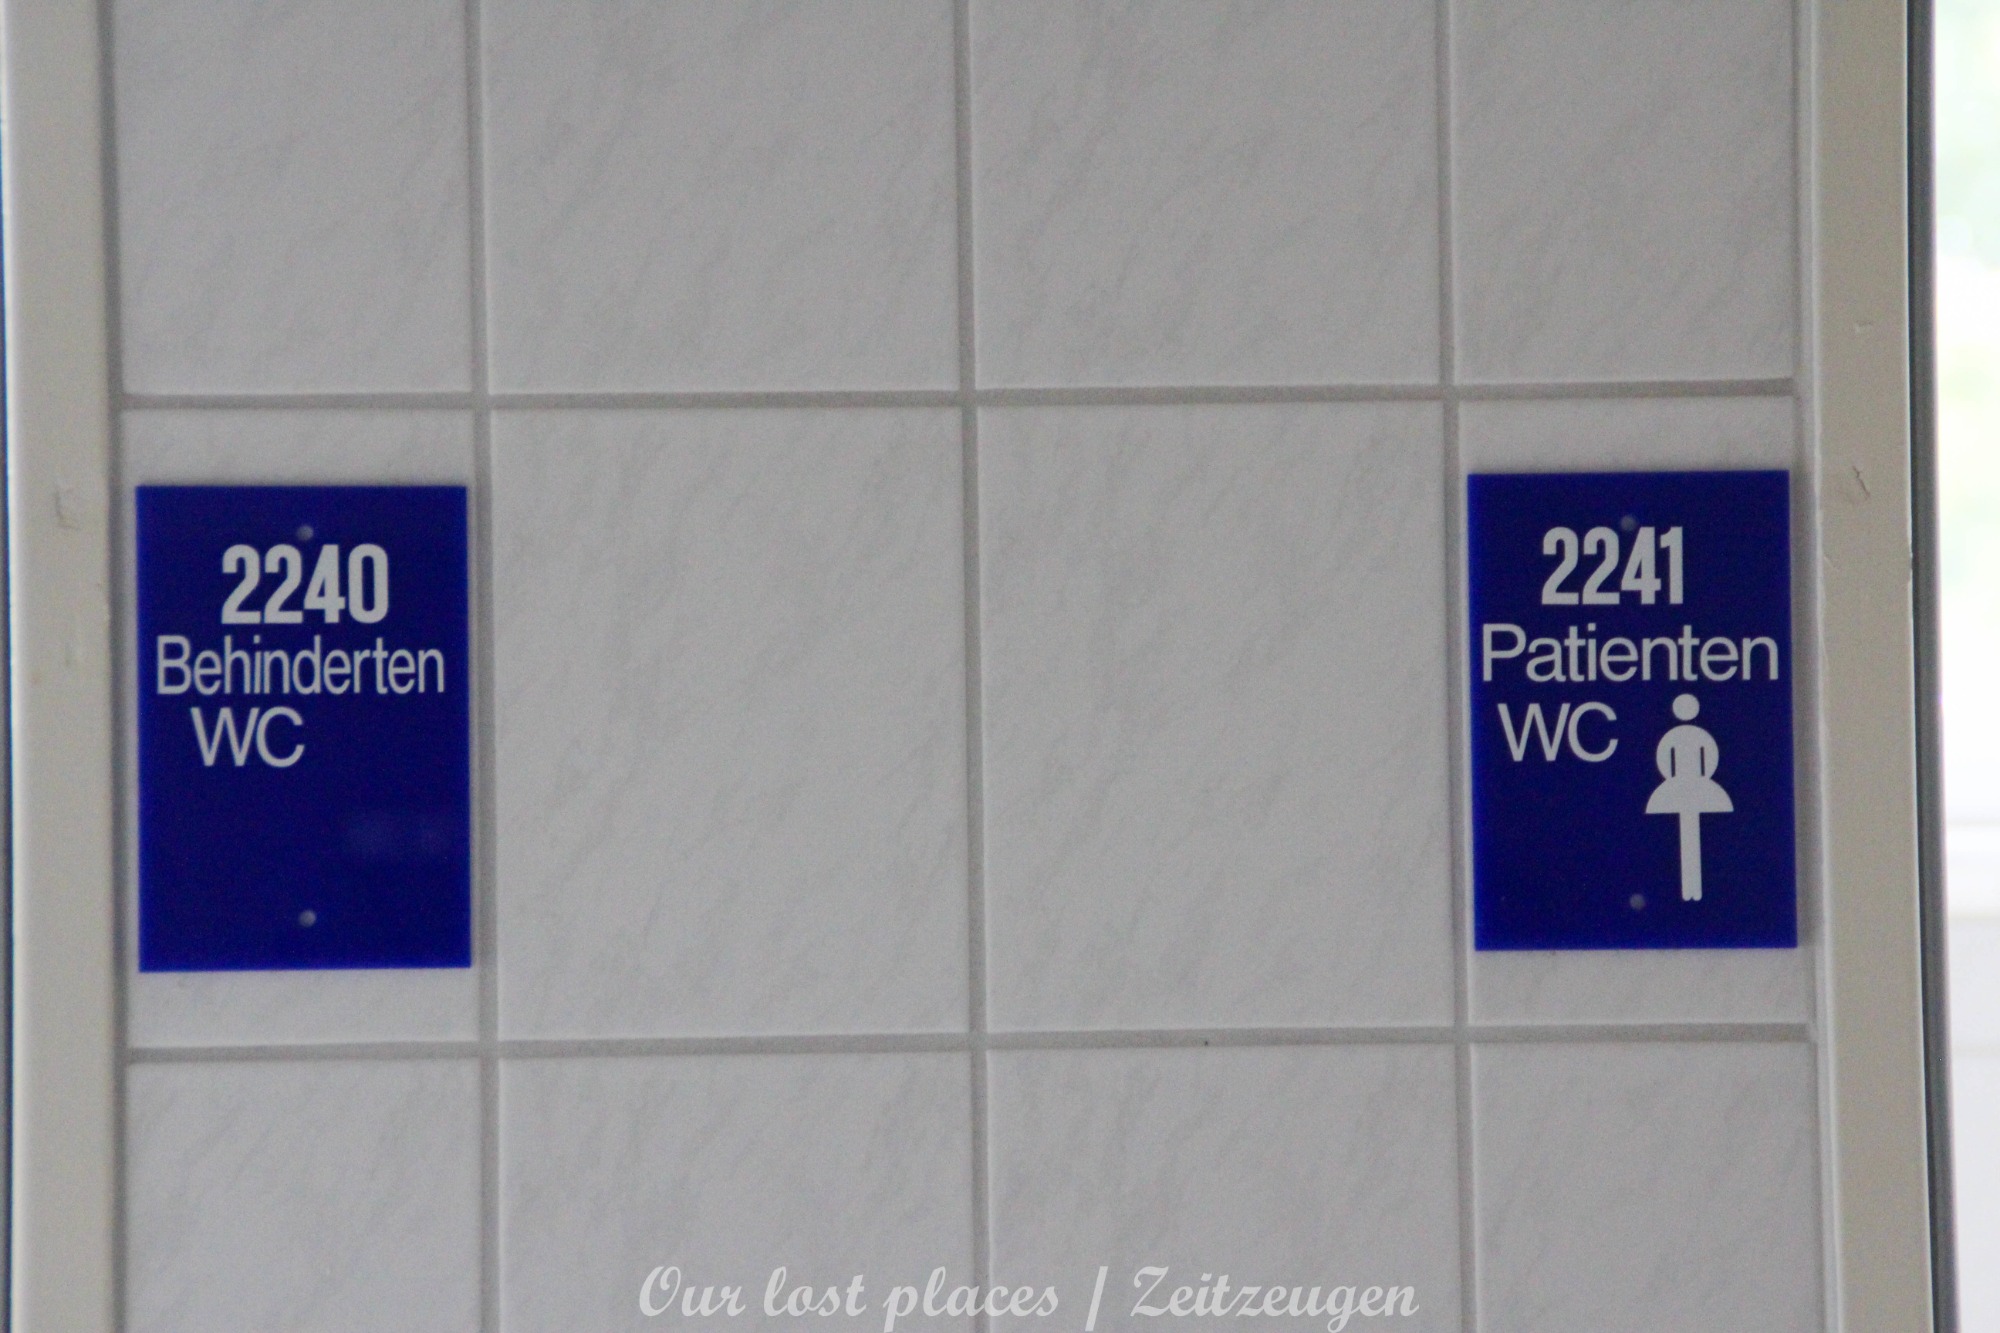 2240
Behinderten
WC
2241
Patienten
WC
Our lost places / Zeitzeugen